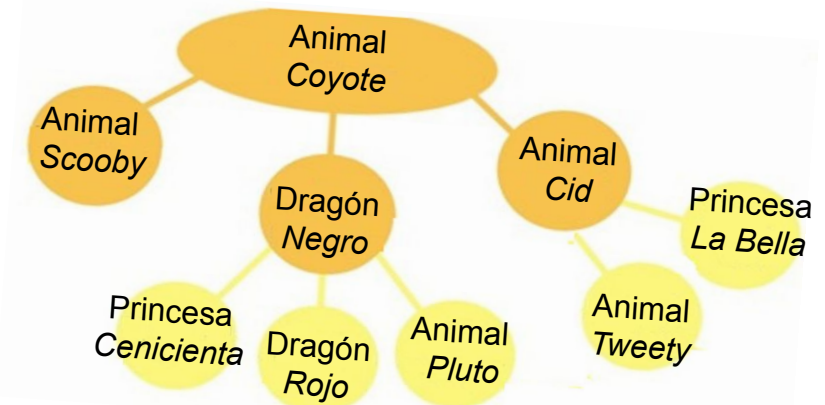 Animal
Coyote
Animal
Scooby
Animal
Cid
Dragón
Negro
Princesa
La Bella
Princesa
Cenicienta
Dragón
Rojo
Animal
Pluto
Animal
Tweety